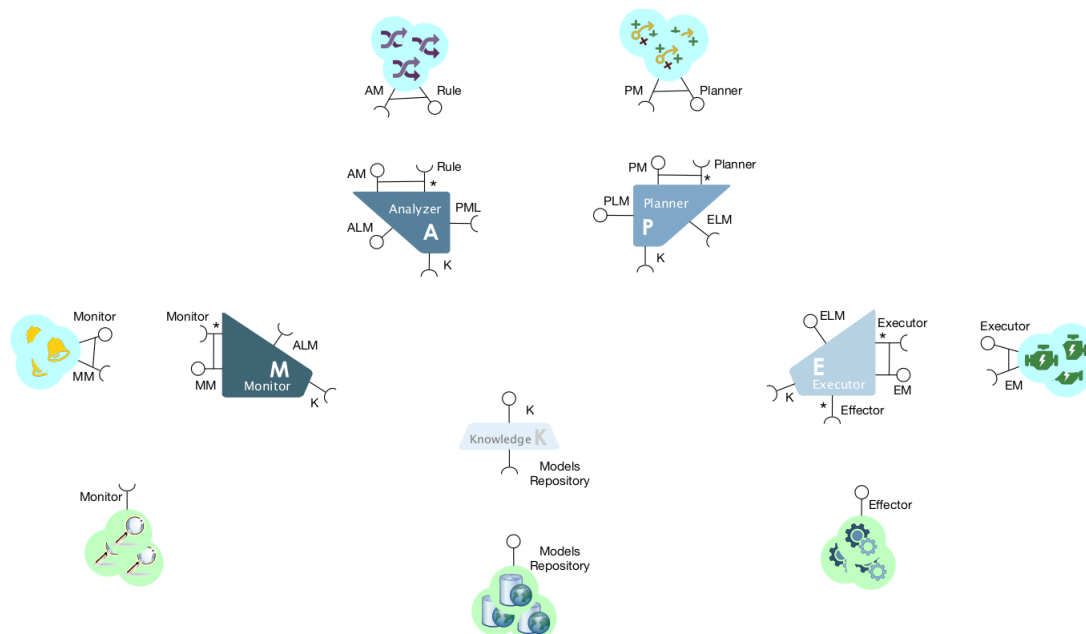 AM
Rule
PM
Planner
AM
Rule
*
Analyzer
A
PML
ALM
K
PM
Planner
*
PLM
Planner
P
ELM
K
Monitor
MM
Monitor
*
ALM
MM
M
Monitor
K
ELM
Executor
*
E
Executor
K
EM
*
Effector
Executor
EM
K
Knowledge K
Models
Repository
Monitor
Effector
Models
Repository